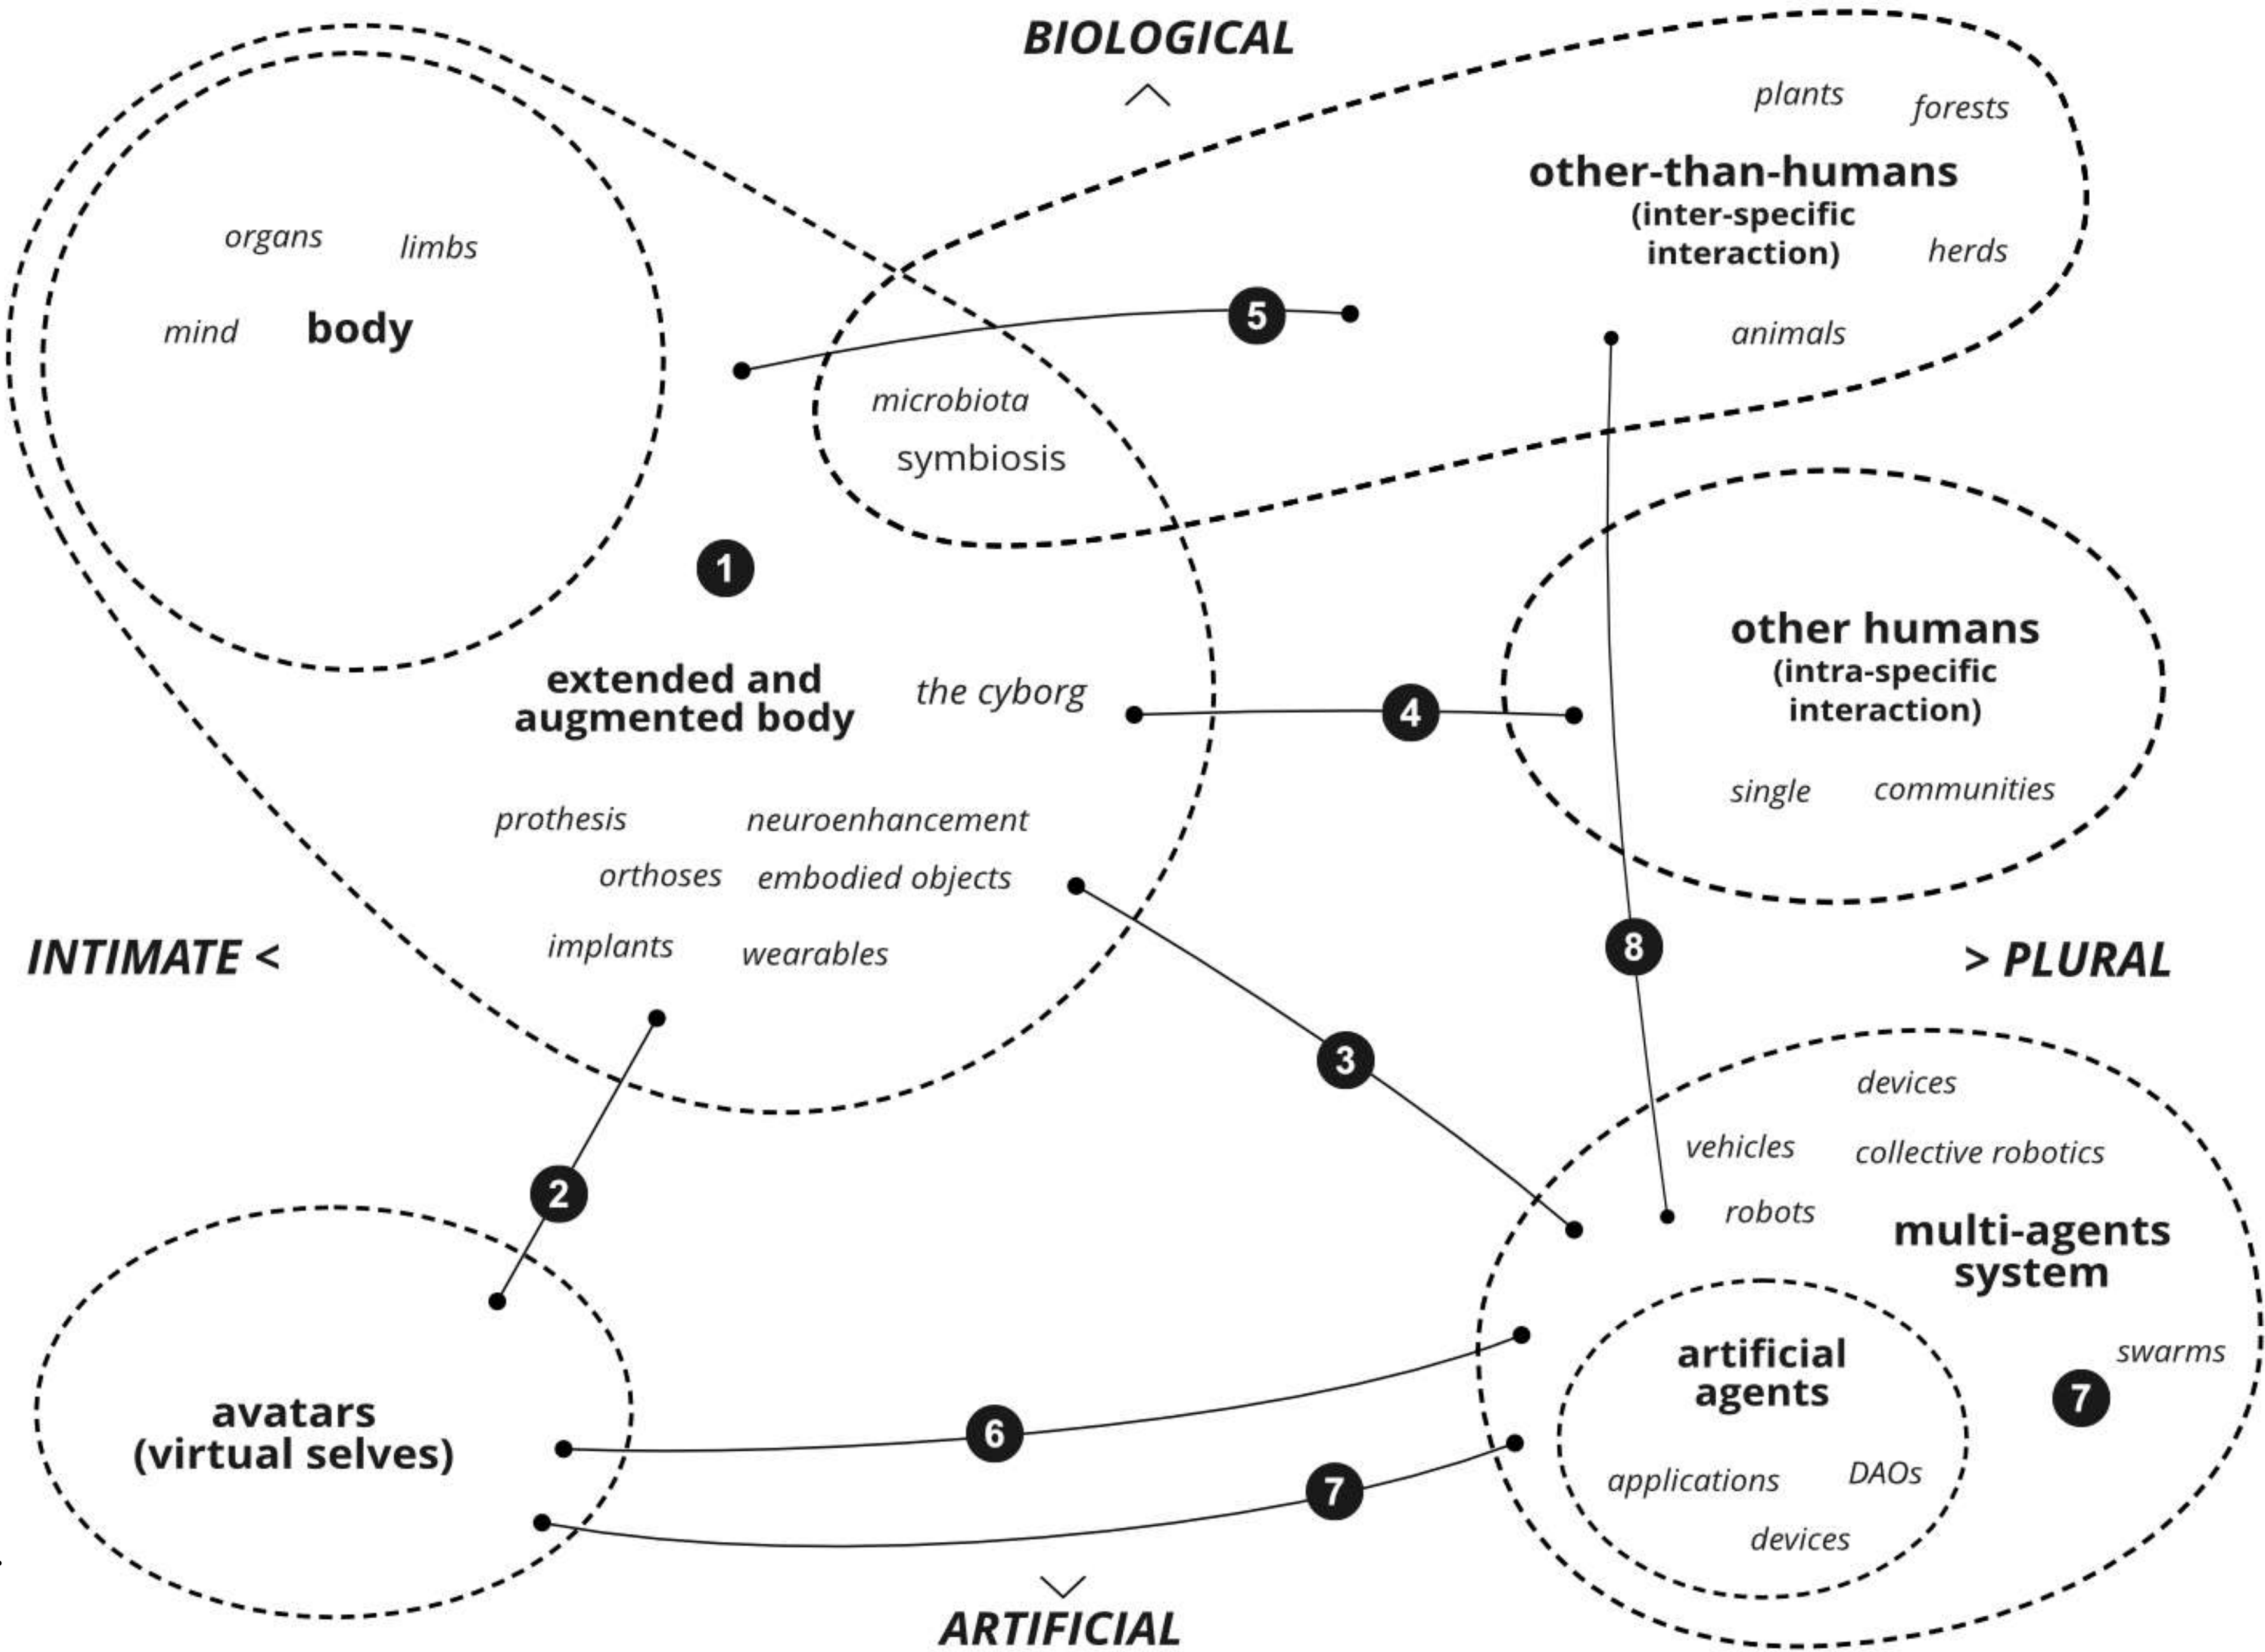 BIOLOGICAL
plants
forests
other-than-humans
(inter-specific
interaction)
herds
animals
organs
limbs
mind
body
5
microbiota
symbiosis
1
extended and
augmented body
the cyborg
4
other humans
(intra-specific
interaction)
single
communities
prothesis
neuroenhancement
orthoses
embodied objects
implants
wearables
INTIMATE <
8
> PLURAL
3
2
devices
vehicles
collective robotics
robots
multi-agents
system
artificial
agents
swarms
7
applications
DAOs
devices
avatars
(virtual selves)
6
7
ARTIFICIAL